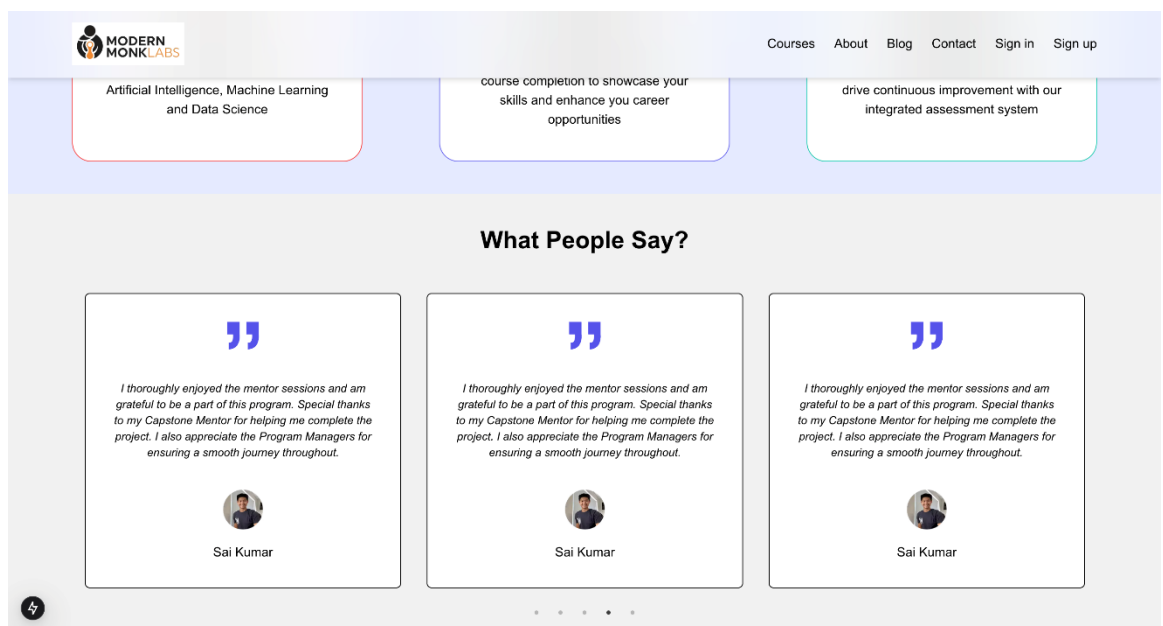 MODERN
MONKLABS
Courses About Blog Contact Sign in Sign up
Artificial Intelligence, Machine Learning
and Data Science
course completion to showcase your
skills and enhance you career
opportunities
drive continuous improvement with our
integrated assessment system
What People Say?
I thoroughly enjoyed the mentor sessions and am
grateful to be a part of this program. Special thanks
to my Capstone Mentor for helping me complete the
project. I also appreciate the Program Managers for
ensuring a smooth journey throughout.
Sai Kumar
I thoroughly enjoyed the mentor sessions and am
grateful to be a part of this program. Special thanks
to my Capstone Mentor for helping me complete the
project. I also appreciate the Program Managers for
ensuring a smooth journey throughout.
Sai Kumar
I thoroughly enjoyed the mentor sessions and am
grateful to be a part of this program. Special thanks
to my Capstone Mentor for helping me complete the
project. I also appreciate the Program Managers for
ensuring a smooth journey throughout.
Sai Kumar